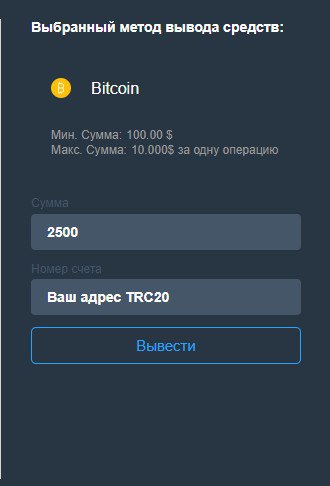 Выбранный метод вывода средств:
Bitcoin
Мин. Сумма: 100.00 $
Макс. Сумма: 10.000$ за одну операцию
Сумма
2500
Номер счета
Ваш адрес TRC20
Вывести